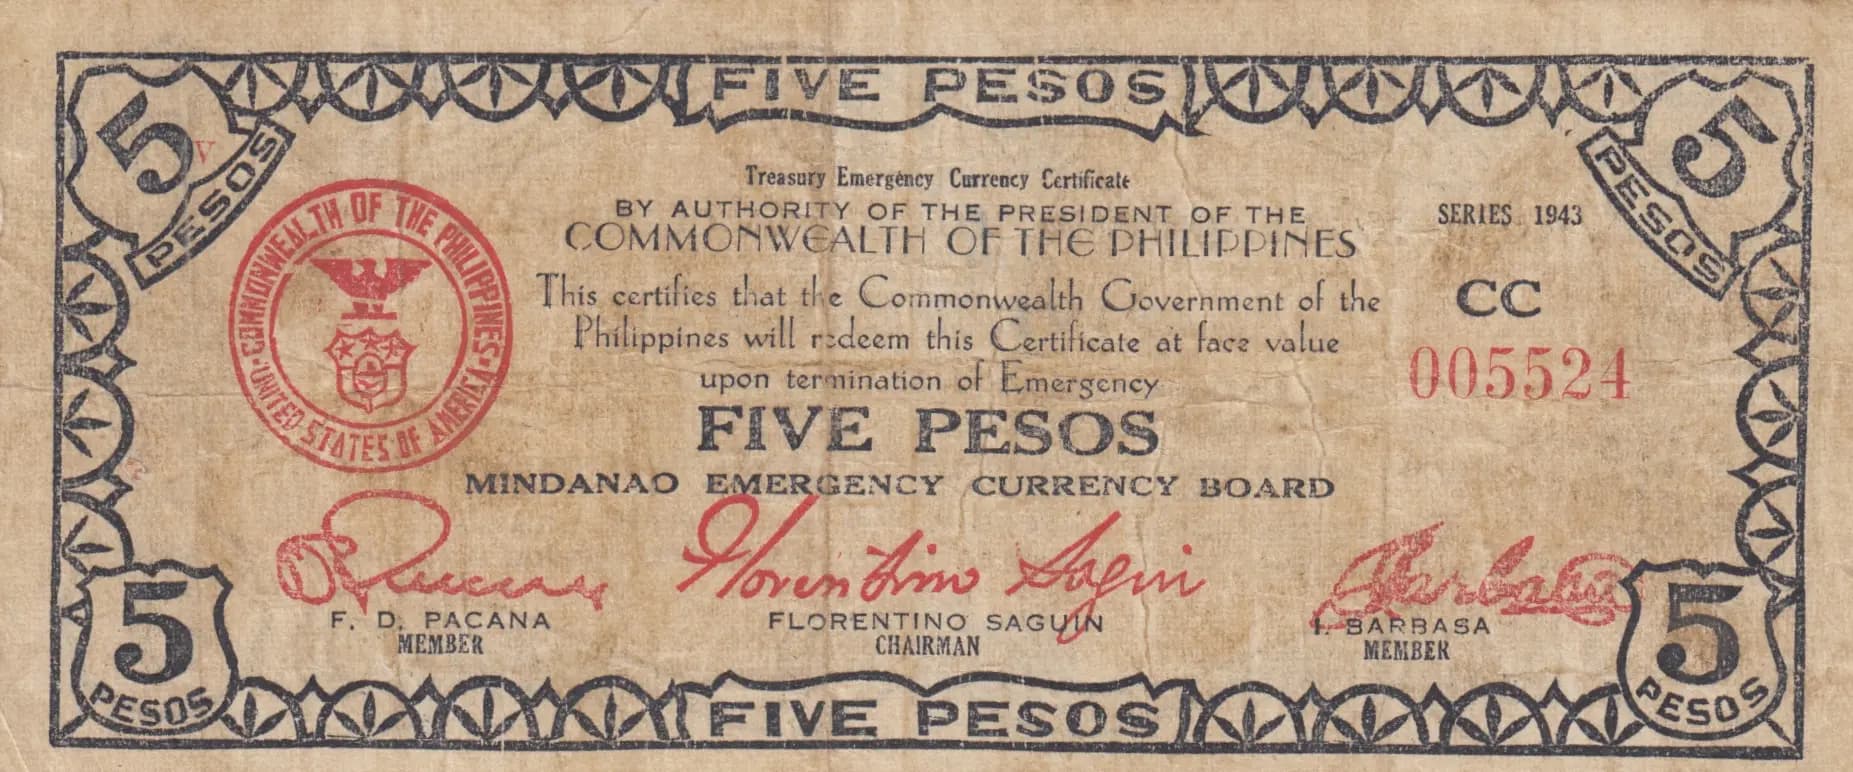 FIVE PESOS
5 PESOS
V
5 PESOS
Treasury Emergency Currency Certificate
BY AUTHORITY OF THE PRESIDENT OF THE
COMMONWEALTH OF THE PHILIPPINES
SERIES 1943
COMMONWEALTH OF THE PHILIPPINES
UNITED STATES OF AMERICA
This certifies that the Commonwealth Government of the
Philippines will redeem this Certificate at face value
upon termination of Emergency
CC
005524
FIVE PESOS
MINDANAO EMERGENCY CURRENCY BOARD
Florentino Saguin
F. D. PACANA
MEMBER
FLORENTINO SAGUIN
CHAIRMAN
I. BARBASA
MEMBER
5 PESOS
FIVE PESOS
5 PESOS